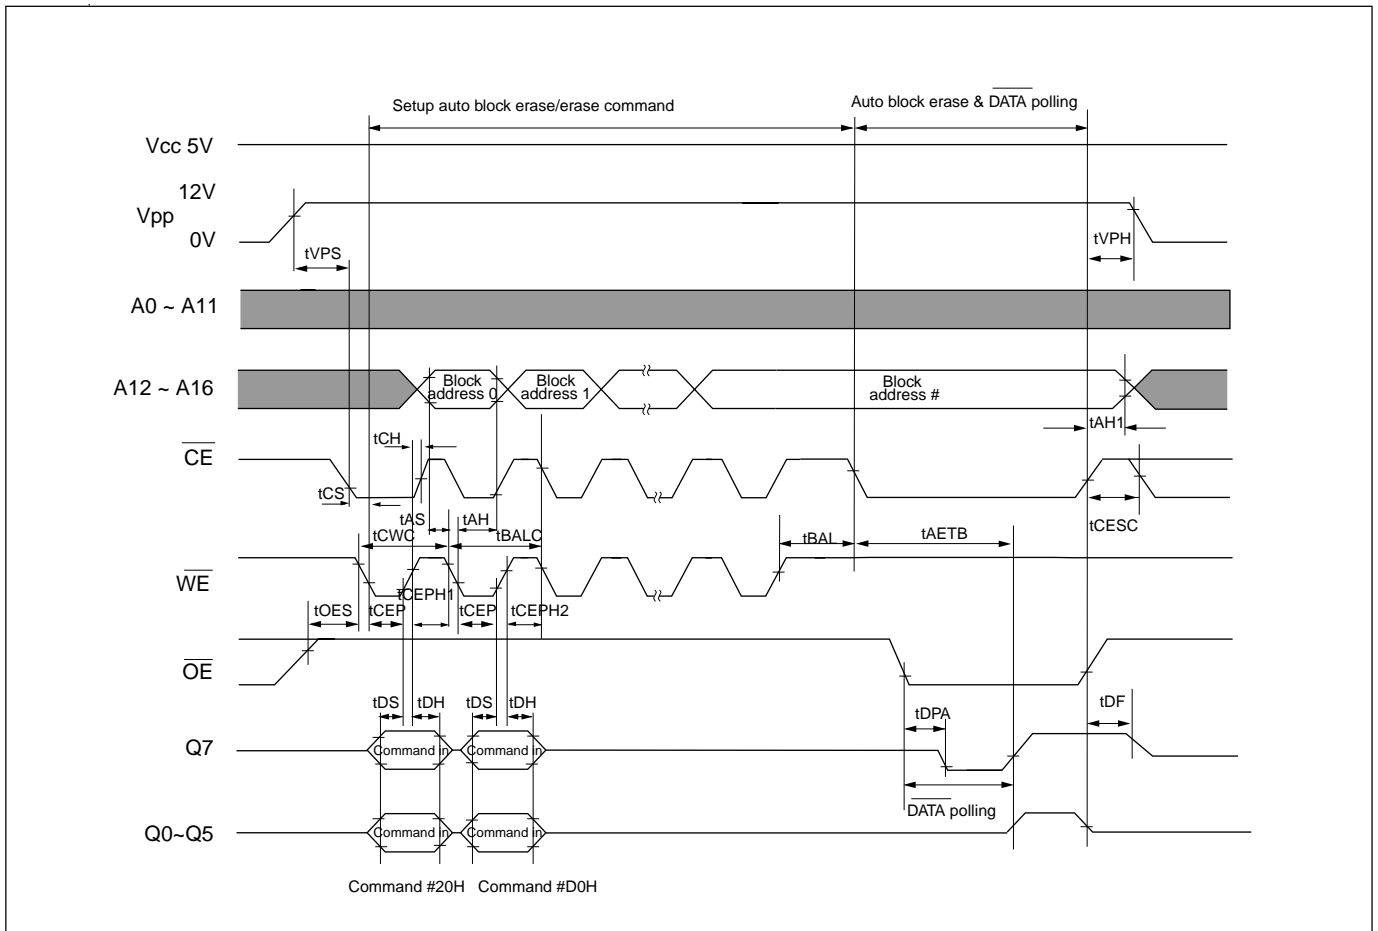 Setup auto block erase/erase command
Auto block erase & DATA polling
Vcc 5V
12V
Vpp
0V
tVPS
tVPH
A0 ~ A11
A12 ~ A16
Block address 0
Block address 1
Block address #
tAH1
tCH
CE
tCS
tAS
tAH
tCESC
tCWC
tBALC
tBAL
tAETB
WE
tCEPH1
tOES
tCEP
tCEP
tCEPH2
OE
tDS
tDH
tDS
tDH
tDPA
tDF
Q7
Command in
Command in
DATA polling
Q0~Q5
Command in
Command in
Command #20H
Command #D0H